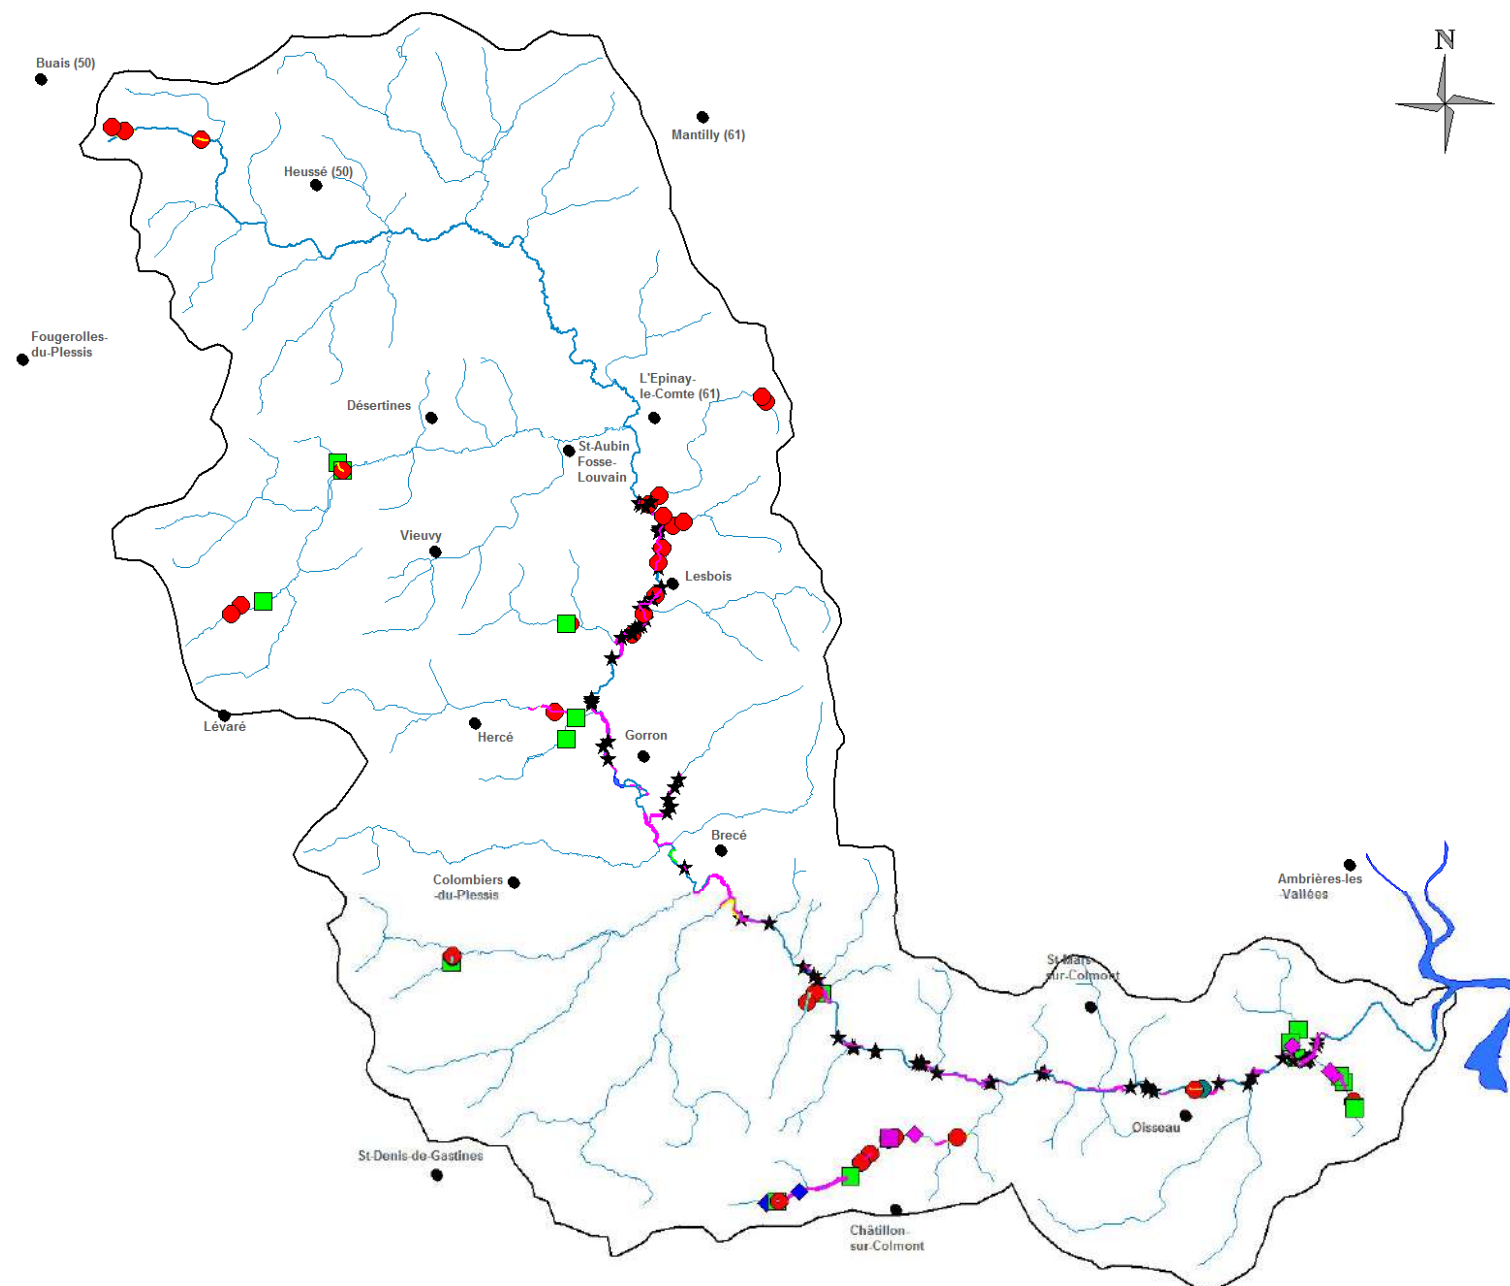 N
Buais (50)
Mantilly (61)
Heussé (50)
Fougerolles-
du-Plessis
L'Epinay-
le-Comte (61)
Désertines
St-Aubin
Fosse-
Louvain
Vieuvy
Lesbois
Lévaré
Hercé
Gorron
Brecé
Colombiers
-du-Plessis
Ambrières-les
-Vallées
St-Mars-
sur-Colmont
Oisseau
St-Denis-de-Gastines
Châtillon-
sur-Colmont